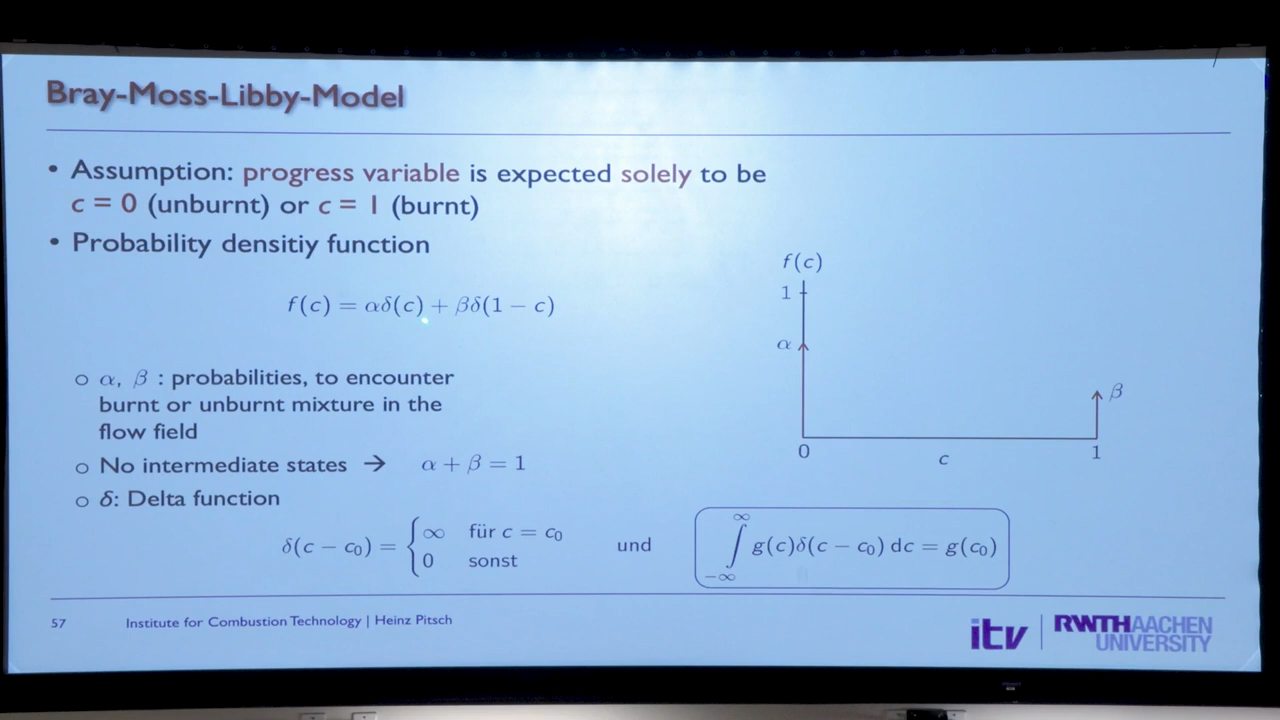 Bray-Moss-Libby-Model
• Assumption: progress variable is expected solely to be
c = 0 (unburnt) or c = 1 (burnt)
• Probability densitiy function
f(c) = αδ(c) + βδ(1 − c)
○ α, β : probabilities, to encounter
burnt or unburnt mixture in the
flow field
○ No intermediate states → α + β = 1
○ δ: Delta function
δ(c − c₀) = { ∞ für c = c₀
0 sonst
und
∫_{−∞}^{∞} g(c)δ(c − c₀) dc = g(c₀)
f(c)
1
α
β
0
c
1
57 Institute for Combustion Technology | Heinz Pitsch
itv
RWTH AACHEN
UNIVERSITY